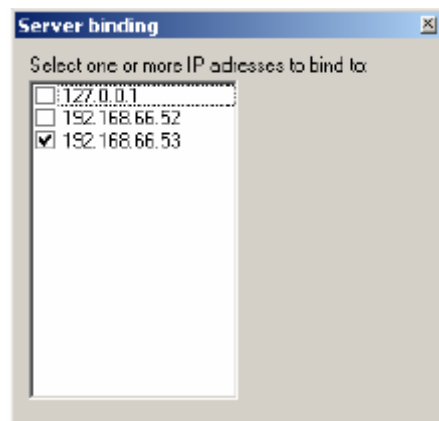 Server binding
Select one or more IP adresses to bind to:
127.0.0.1
192.168.66.52
192.168.66.53